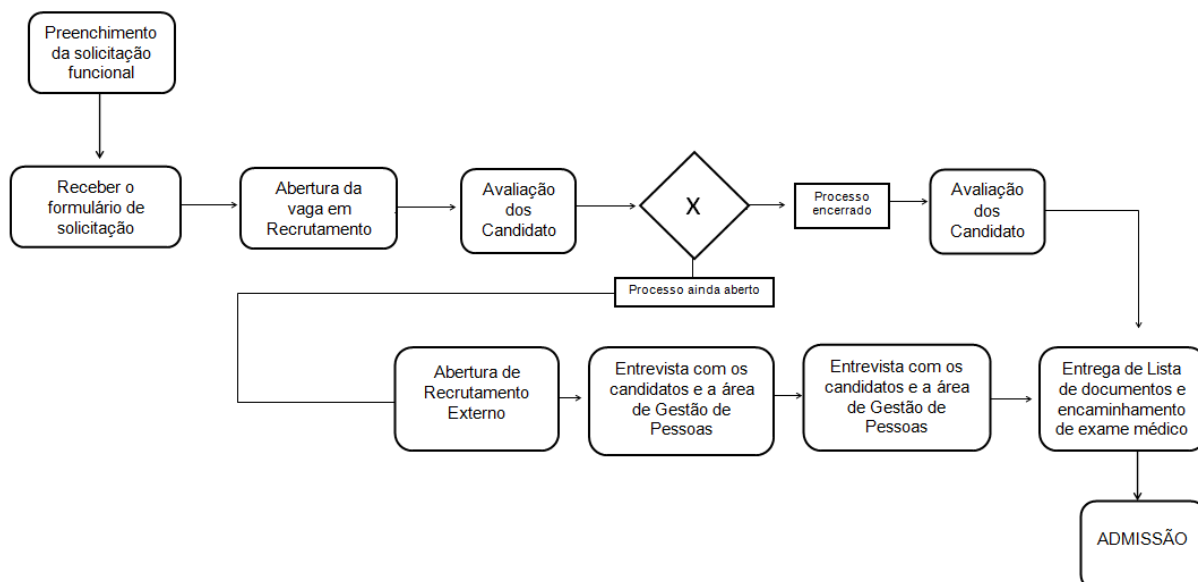 Preenchimento
da solicitação
funcional
Receber o
formulário de
solicitação
Abertura da
vaga em
Recrutamento
Avaliação
dos
Candidato
X
Processo
encerrado
Avaliação
dos
Candidato
Processo ainda aberto
Abertura de
Recrutamento
Externo
Entrevista com os
candidatos e a área
de Gestão de
Pessoas
Entrevista com os
candidatos e a área
de Gestão de
Pessoas
Entrega de Lista
de documentos e
encaminhamento
de exame médico
ADMISSÃO